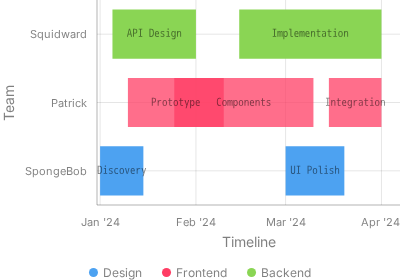 Squidward
API Design
Implementation
Team
Patrick
Prototype
Components
Integration
SpongeBob
Discovery
UI Polish
Jan '24
Feb '24
Mar '24
Apr '24
Timeline
Design
Frontend
Backend